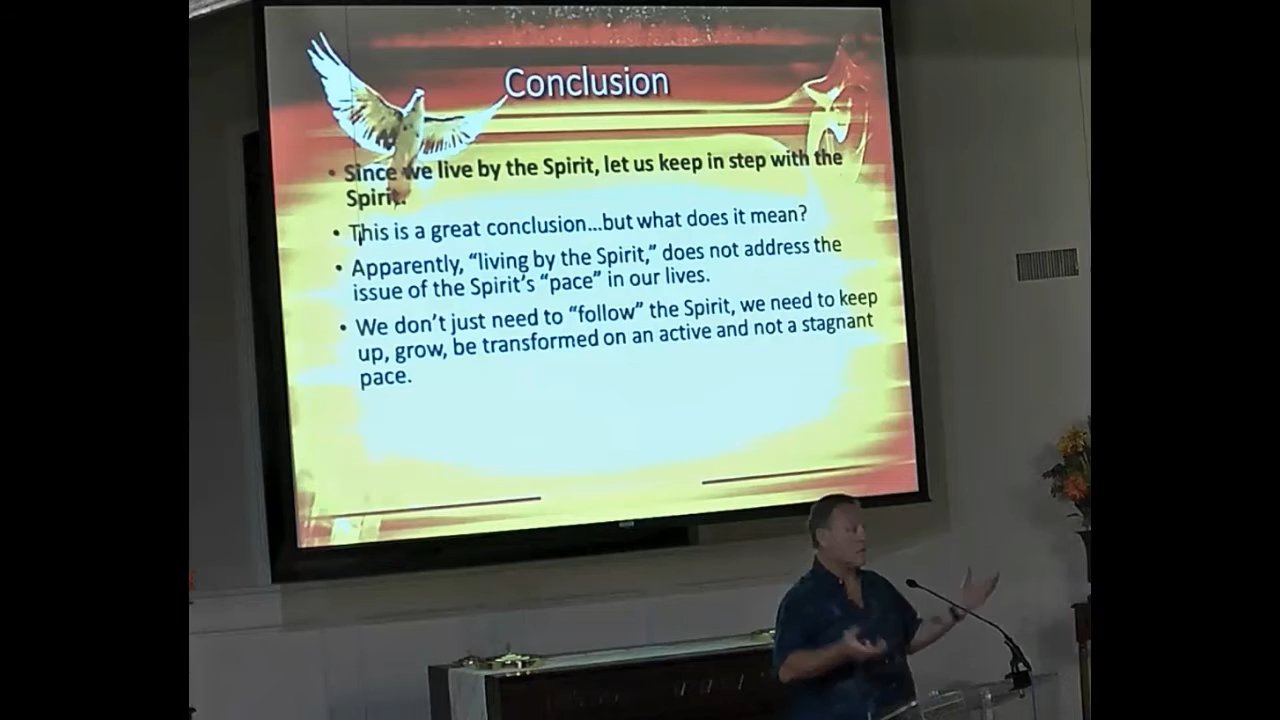 Conclusion
• Since we live by the Spirit, let us keep in step with the
Spirit.
• This is a great conclusion...but what does it mean?
• Apparently, “living by the Spirit,” does not address the
issue of the Spirit’s “pace” in our lives.
• We don’t just need to “follow” the Spirit, we need to keep
up, grow, be transformed on an active and not a stagnant
pace.